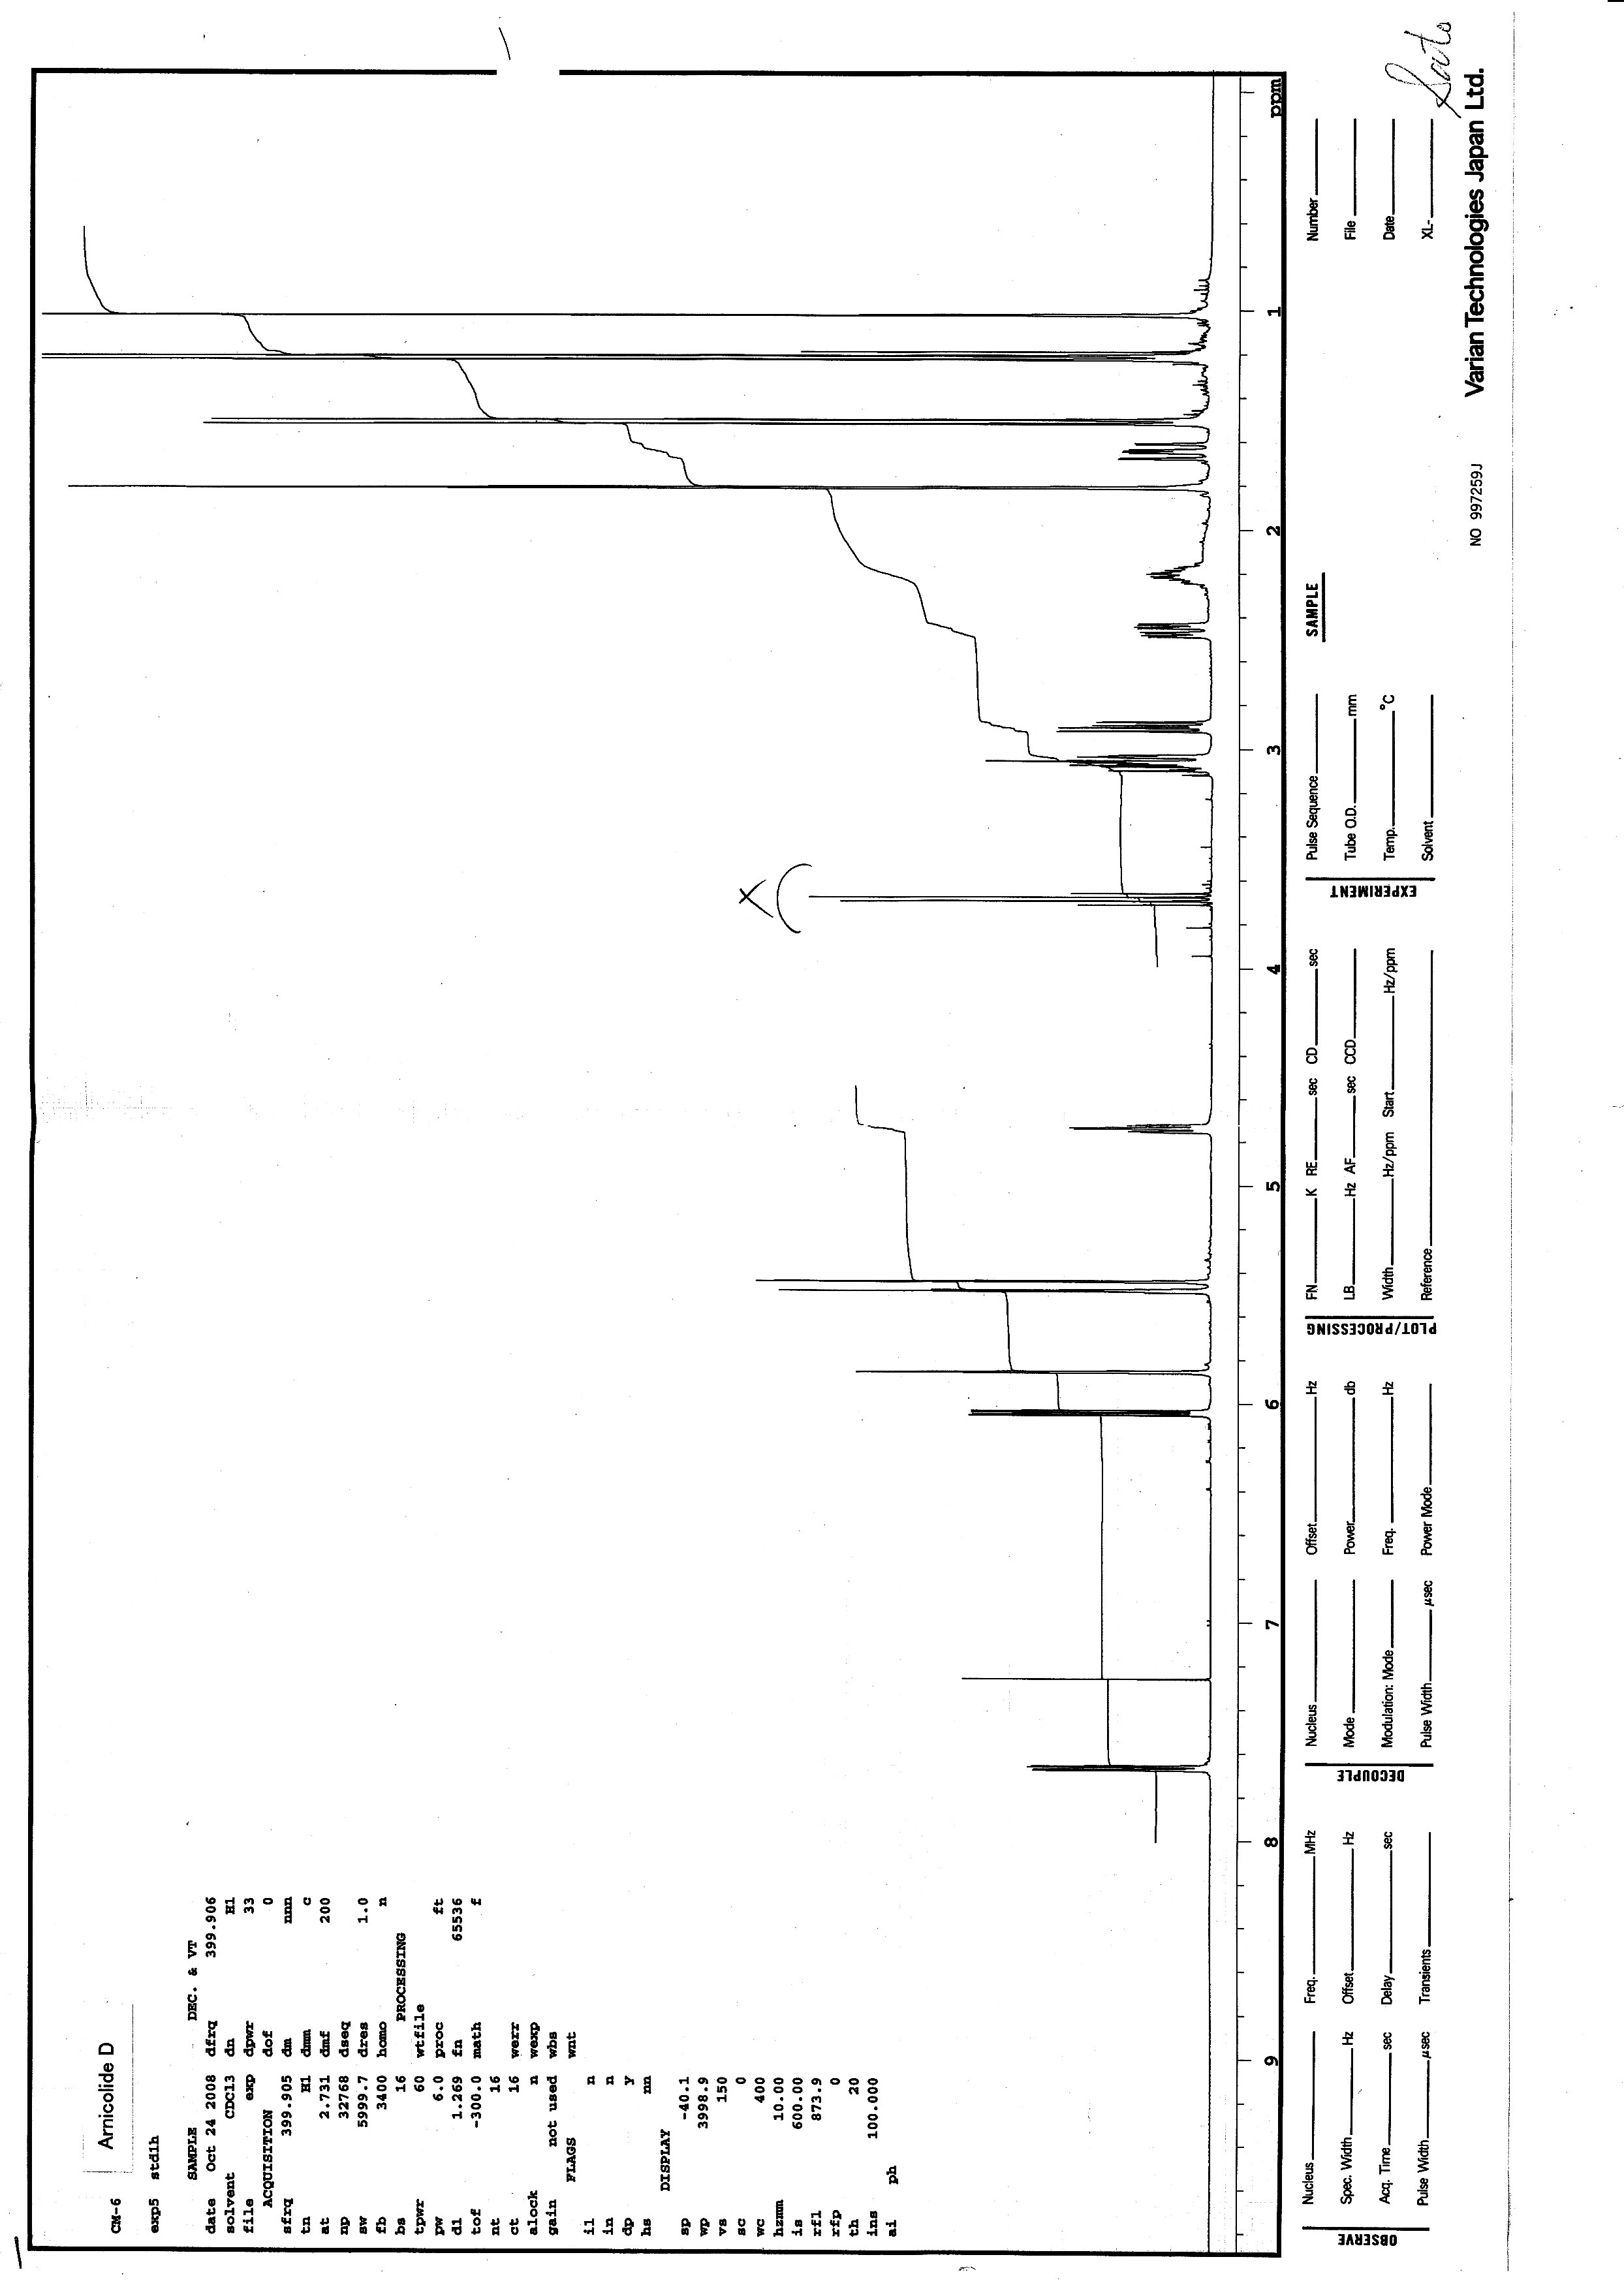 Arnicolide D
CM-6
exp5 std1h
SAMPLE DEC. & VT
date Oct 24 2008 dfrq 399.906
solvent CDCl3 dn H1
file exp dpwr 33
ACQUISITION dof 0
sfrq 399.905 dm nnn
tn H1 dmm c
at 2.731 dmf 200
np 32768 dseq
sw 5999.7 dres 1.0
fb 3400 homo n
bs 16 PROCESSING
tpwr 60 wtfile
pw 6.0 proc ft
d1 1.269 fn 65536
tof -300.0 math f
nt 16
ct 16 werr
alock n wexp
gain not used wbs
FLAGS wnt
il n
in n
dp y
hs nn
DISPLAY
sp -40.1
wp 3998.9
vs 150
sc 0
wc 400
hzmm 10.00
is 600.00
rfl 873.9
rfp 0
th 20
ins 100.000
ai ph
X
9 8 7 6 5 4 3 2 1 ppm
OBSERVE
Nucleus Freq. MHz
Spec. Width Hz Offset Hz
Acq. Time sec Delay sec
Pulse Width µsec Transients
DECOUPLE
Nucleus Offset Hz
Mode Power db
Modulation: Mode Freq. Hz
Pulse Width µsec Power Mode
PLOT/PROCESSING
FN K RE sec CD sec
LB Hz AF sec CCD
Width Hz/ppm Start Hz/ppm
Reference
EXPERIMENT
Pulse Sequence
Tube O.D. mm
Temp. °C
Solvent
SAMPLE
Number
File
Date
XL-
Saito
NO 997259J Varian Technologies Japan Ltd.